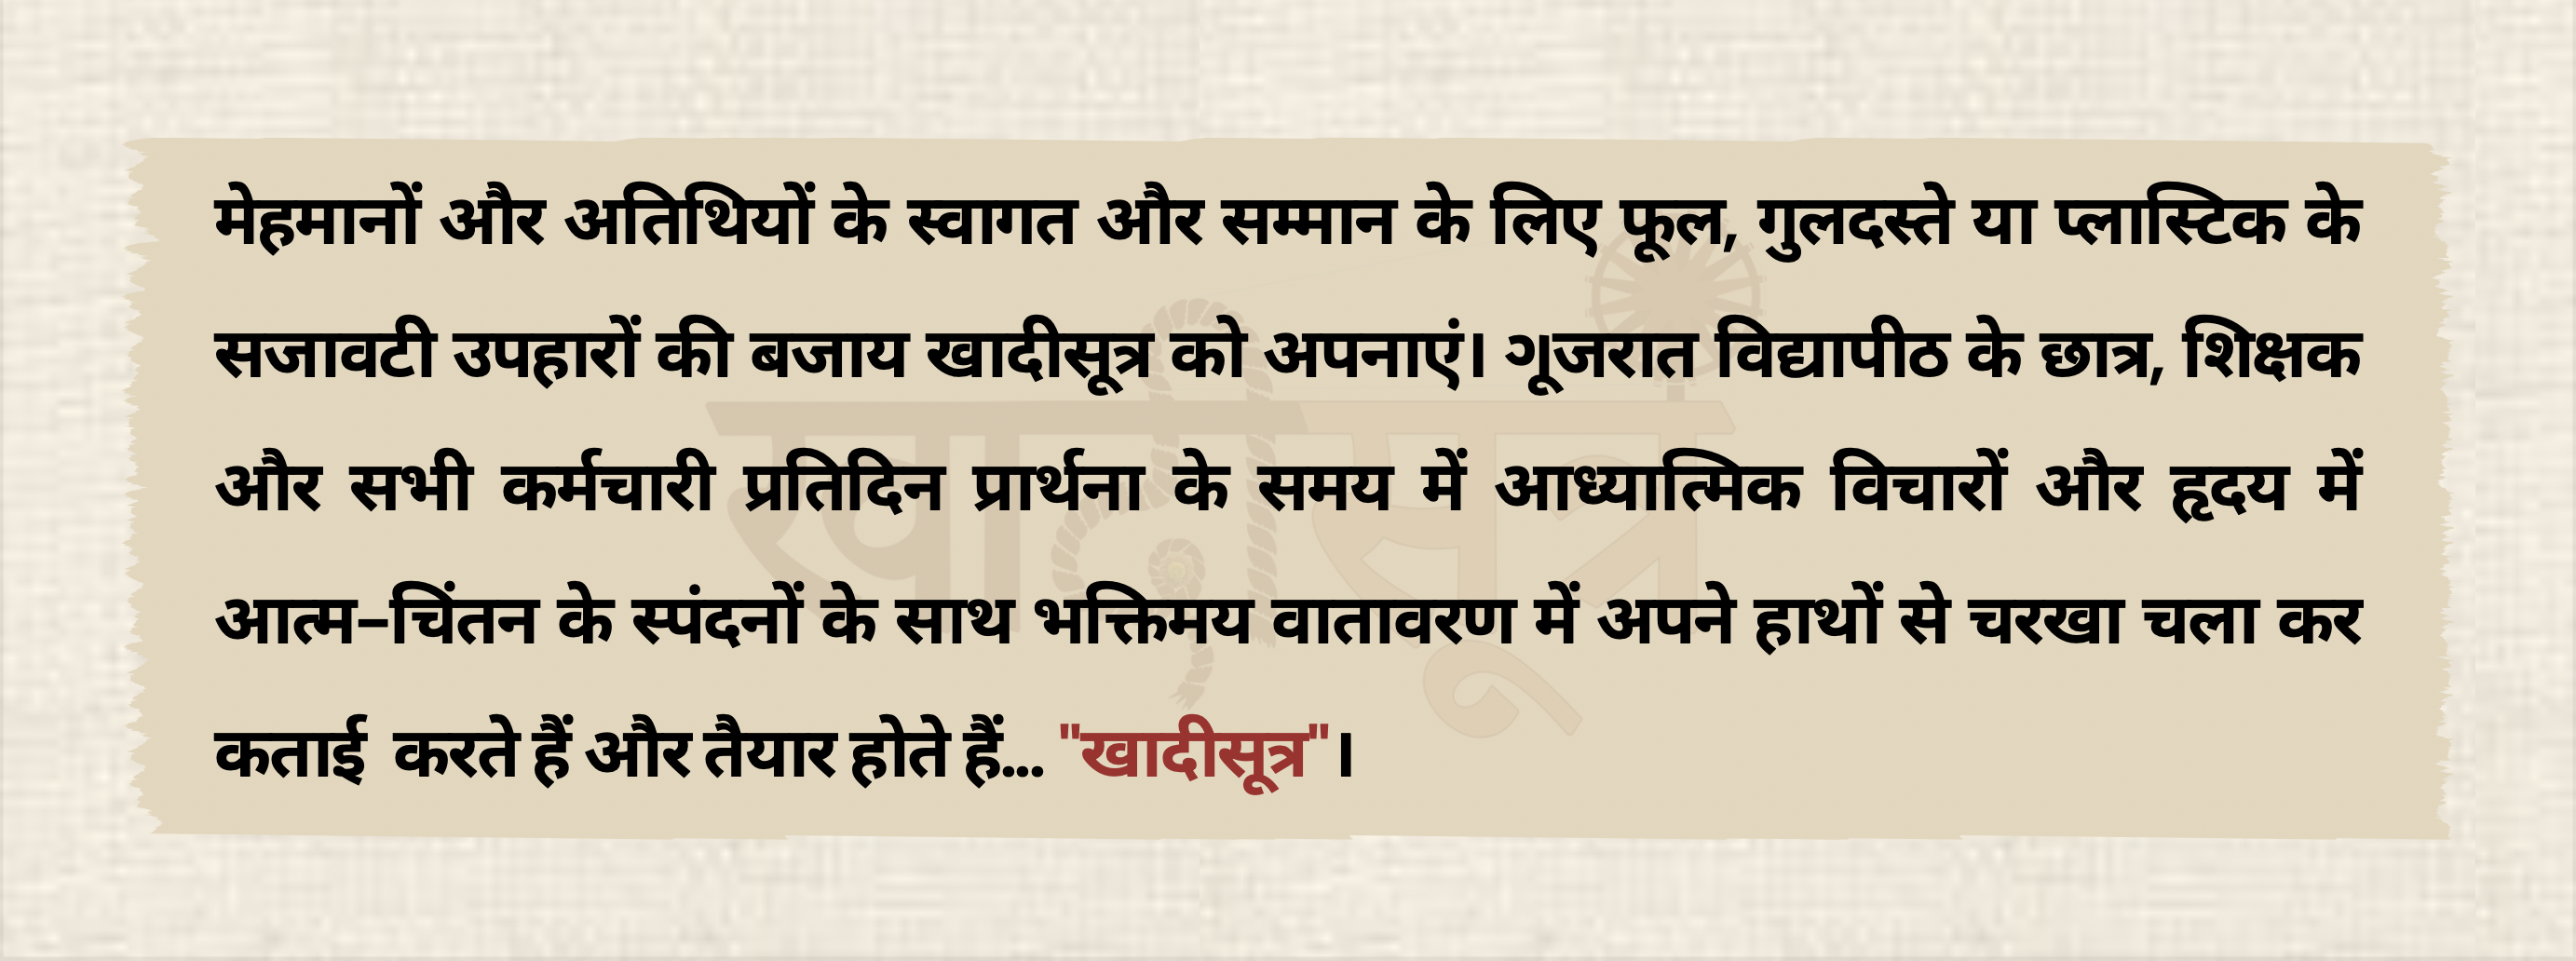 मेहमानों और अतिथियों के स्वागत और सम्मान के लिए फूल, गुलदस्ते या प्लास्टिक के
सजावटी उपहारों की बजाय खादीसूत्र को अपनाएं। ગૂजरात विद्यापीठ के छात्र, शिक्षक
और सभी कर्मचारी प्रतिदिन प्रार्थना के समय में आध्यात्मिक विचारों और हृदय में
आत्म-चिंतन के स्पंदनों के साथ भक्तिमय वातावरण में अपने हाथों से चरखा चला कर
कताई करते हैं और तैयार होते हैं... "खादीसूत्र"।
खादीसूत्र